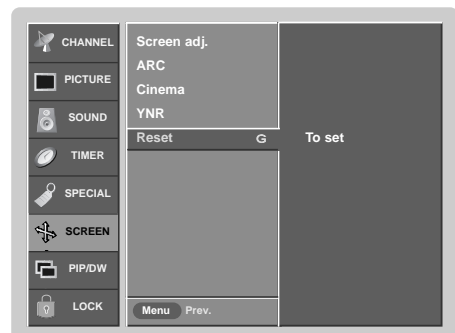 CHANNEL
PICTURE
SOUND
TIMER
SPECIAL
SCREEN
PIP/DW
LOCK
Screen adj.
ARC
Cinema
YNR
Reset G
To set
Menu Prev.